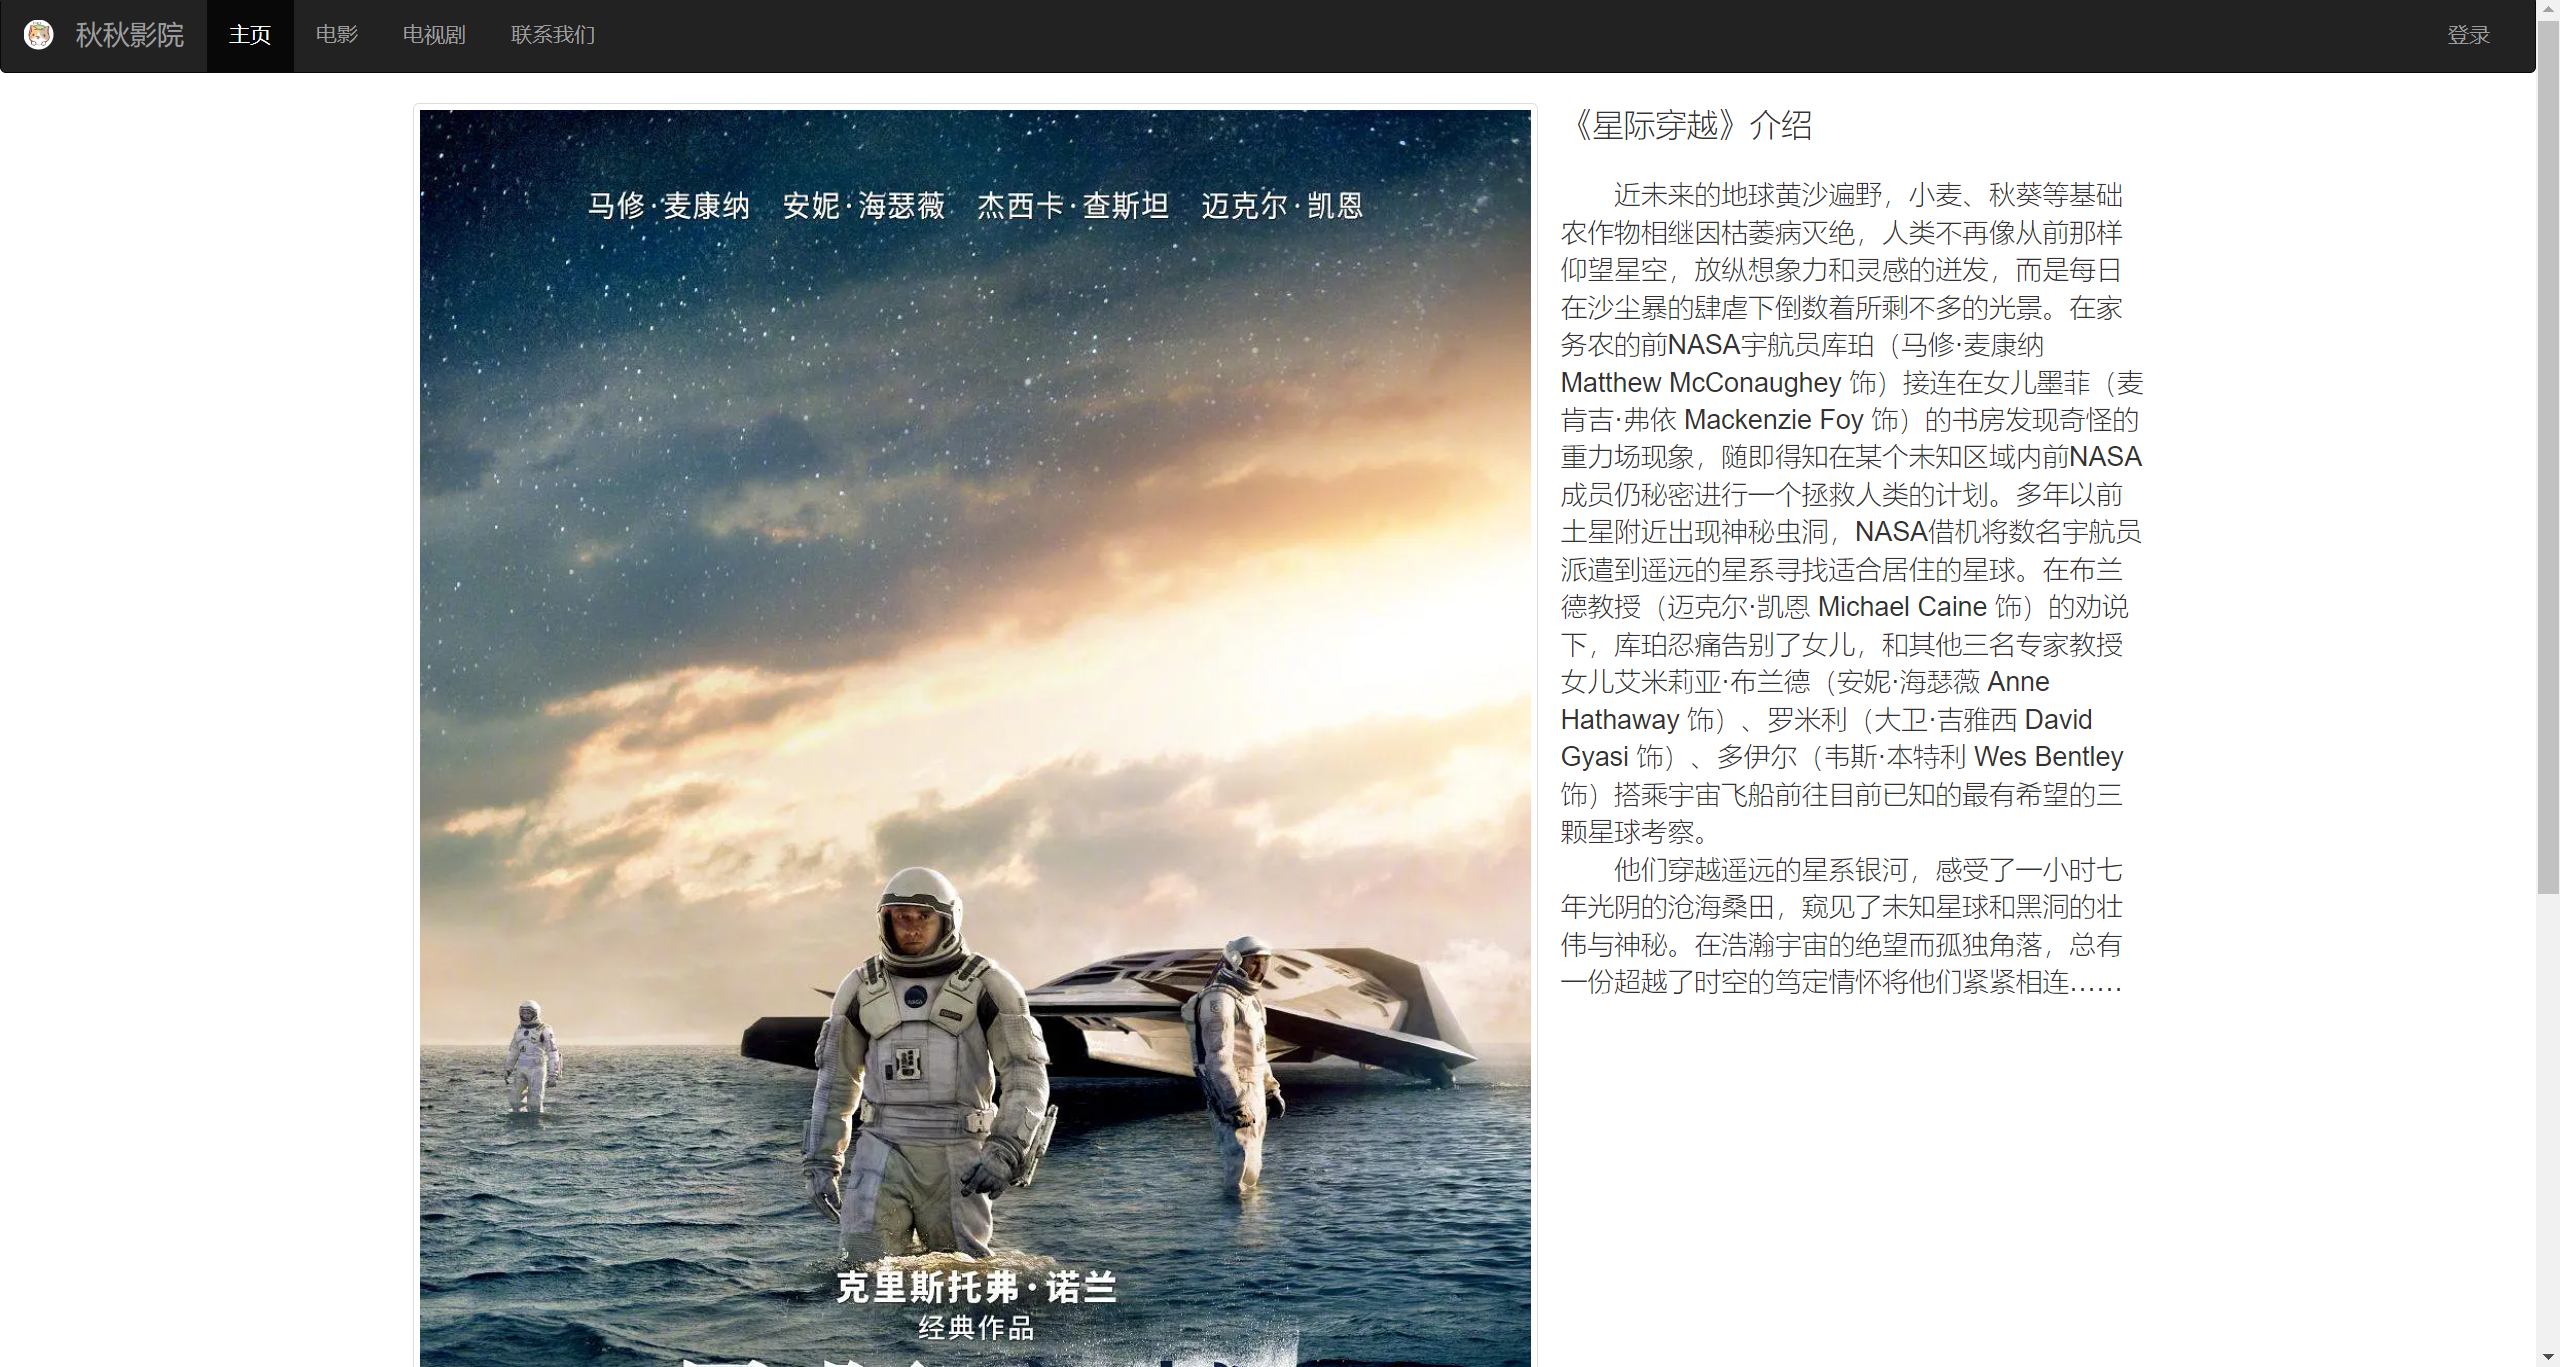 秋秋影院 主页 电影 电视剧 联系我们 登录
马修·麦康纳 安妮·海瑟薇 杰西卡·查斯坦 迈克尔·凯恩
NASA
克里斯托弗·诺兰
经典作品
《星际穿越》介绍
近未来的地球黄沙遍野，小麦、秋葵等基础
农作物相继因枯萎病灭绝，人类不再像从前那样
仰望星空，放纵想象力和灵感的迸发，而是每日
在沙尘暴的肆虐下倒数着所剩不多的光景。在家
务农的前NASA宇航员库珀（马修·麦康纳
Matthew McConaughey 饰）接连在女儿墨菲（麦
肯吉·弗依 Mackenzie Foy 饰）的书房发现奇怪的
重力场现象，随即得知在某个未知区域内前NASA
成员仍秘密进行一个拯救人类的计划。多年以前
土星附近出现神秘虫洞，NASA借机将数名宇航员
派遣到遥远的星系寻找适合居住的星球。在布兰
德教授（迈克尔·凯恩 Michael Caine 饰）的劝说
下，库珀忍痛告别了女儿，和其他三名专家教授
女儿艾米莉亚·布兰德（安妮·海瑟薇 Anne
Hathaway 饰）、罗米利（大卫·吉雅西 David
Gyasi 饰）、多伊尔（韦斯·本特利 Wes Bentley
饰）搭乘宇宙飞船前往目前已知的最有希望的三
颗星球考察。
他们穿越遥远的星系银河，感受了一小时七
年光阴的沧海桑田，窥见了未知星球和黑洞的壮
伟与神秘。在浩瀚宇宙的绝望而孤独角落，总有
一份超越了时空的笃定情怀将他们紧紧相连……